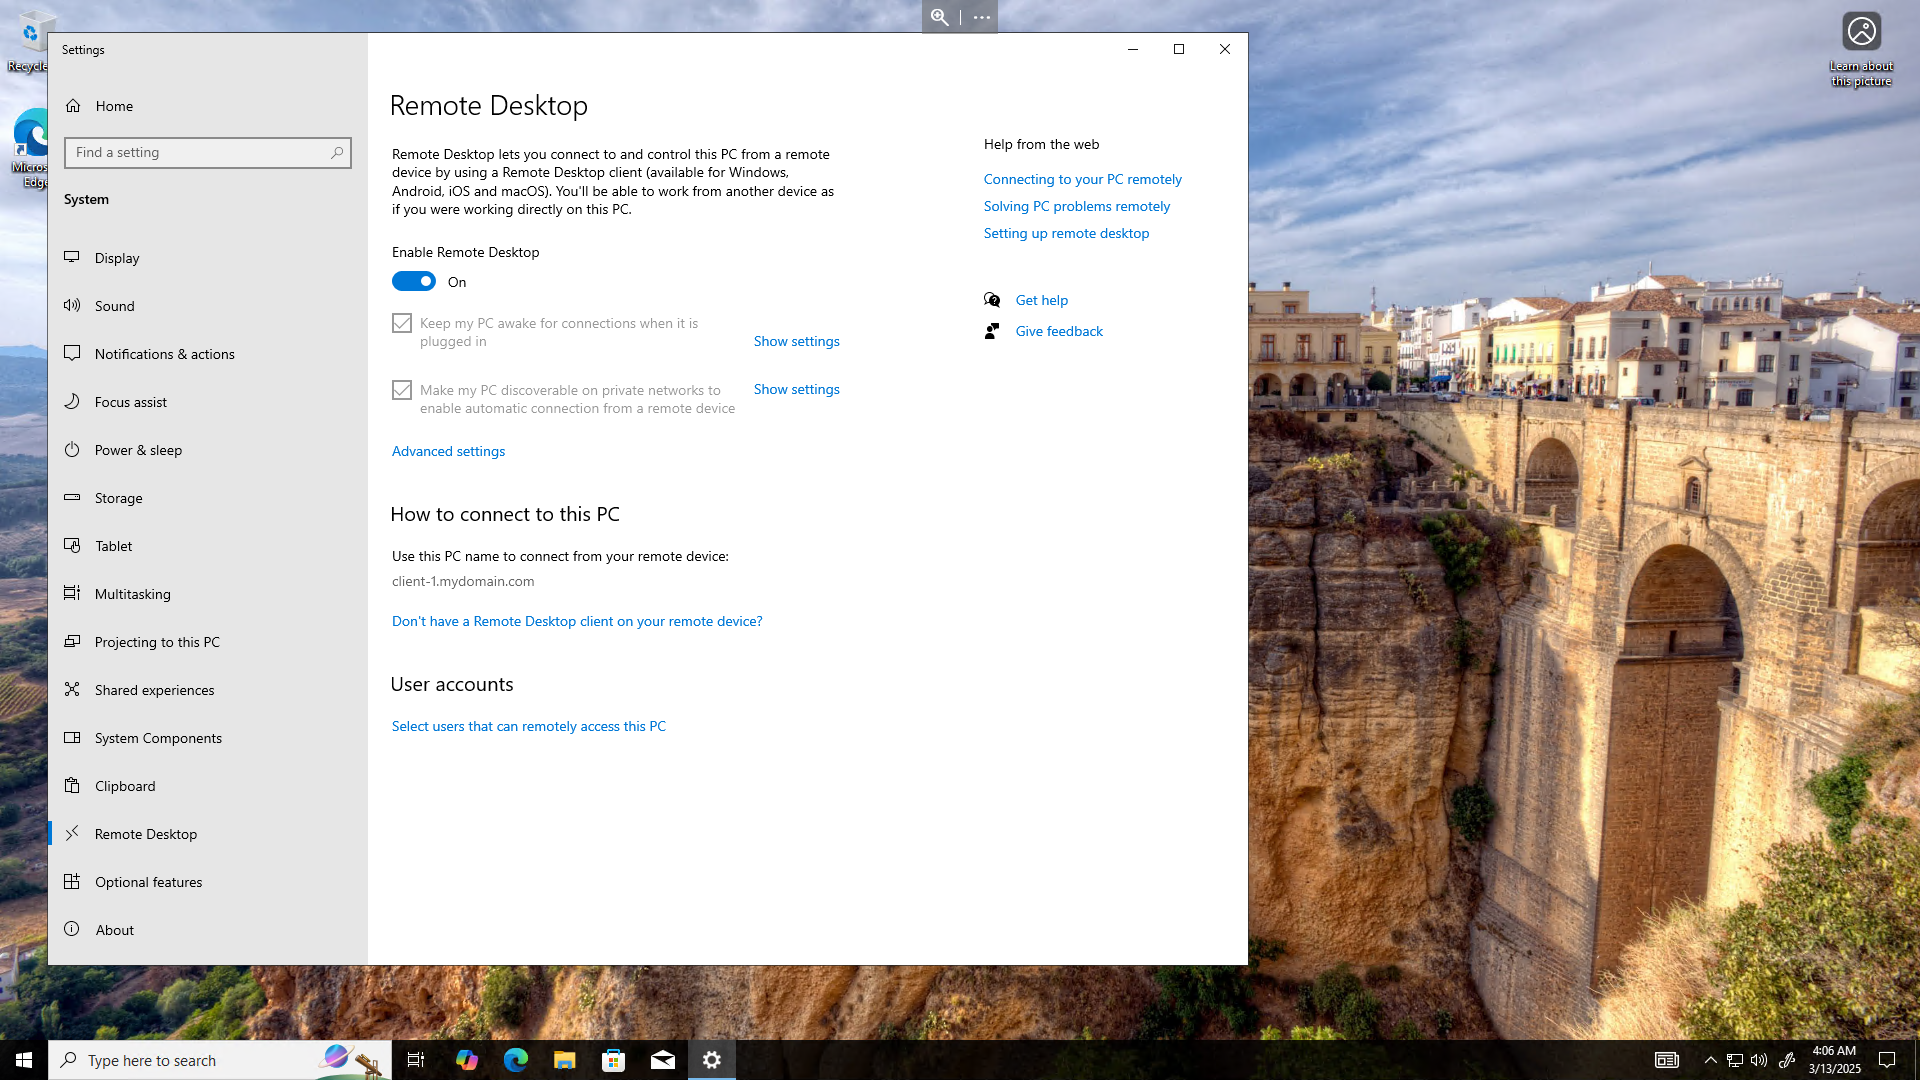 Recycle
Micros
Edge
Learn about
this picture
Settings
Home
Find a setting
System
Display
Sound
Notifications & actions
Focus assist
Power & sleep
Storage
Tablet
Multitasking
Projecting to this PC
Shared experiences
System Components
Clipboard
Remote Desktop
Optional features
About
Remote Desktop
Remote Desktop lets you connect to and control this PC from a remote
device by using a Remote Desktop client (available for Windows,
Android, iOS and macOS). You'll be able to work from another device as
if you were working directly on this PC.
Enable Remote Desktop
On
Keep my PC awake for connections when it is
plugged in
Show settings
Make my PC discoverable on private networks to
enable automatic connection from a remote device
Show settings
Advanced settings
How to connect to this PC
Use this PC name to connect from your remote device:
client-1.mydomain.com
Don't have a Remote Desktop client on your remote device?
User accounts
Select users that can remotely access this PC
Help from the web
Connecting to your PC remotely
Solving PC problems remotely
Setting up remote desktop
Get help
Give feedback
Type here to search
4:06 AM
3/13/2025